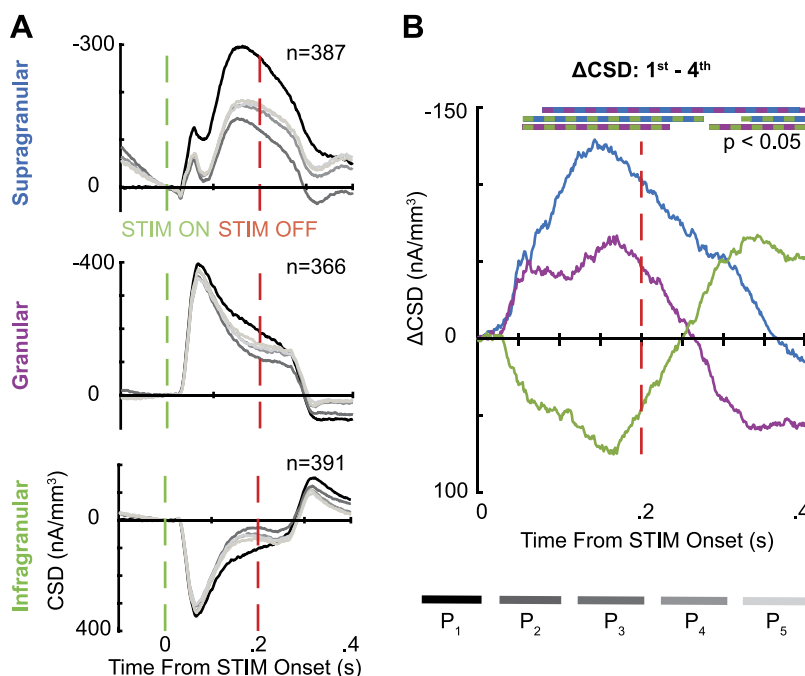 A
Supragranular
-300
0
n=387
STIM ON STIM OFF
Granular
-400
0
n=366
Infragranular
CSD (nA/mm³)
0
400
n=391
0 .2 .4
Time From STIM Onset (s)
B
ΔCSD: 1st - 4th
p < 0.05
ΔCSD (nA/mm³)
-150
0
100
0 .2 .4
Time From STIM Onset (s)
P1 P2 P3 P4 P5